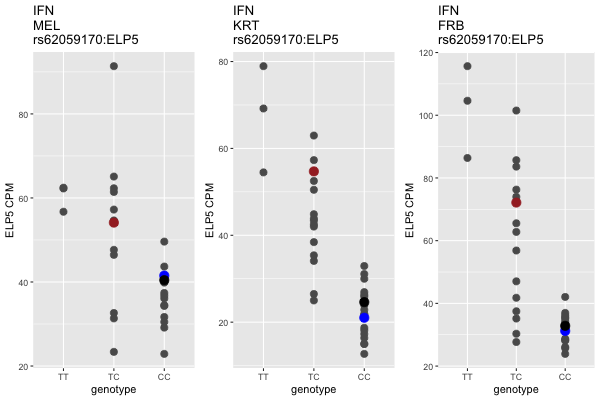 IFN
MEL
rs62059170:ELP5
ELP5 CPM
80
60
40
20
TT TC CC
genotype
IFN
KRT
rs62059170:ELP5
ELP5 CPM
80
60
40
20
TT TC CC
genotype
IFN
FRB
rs62059170:ELP5
ELP5 CPM
120
100
80
60
40
20
TT TC CC
genotype